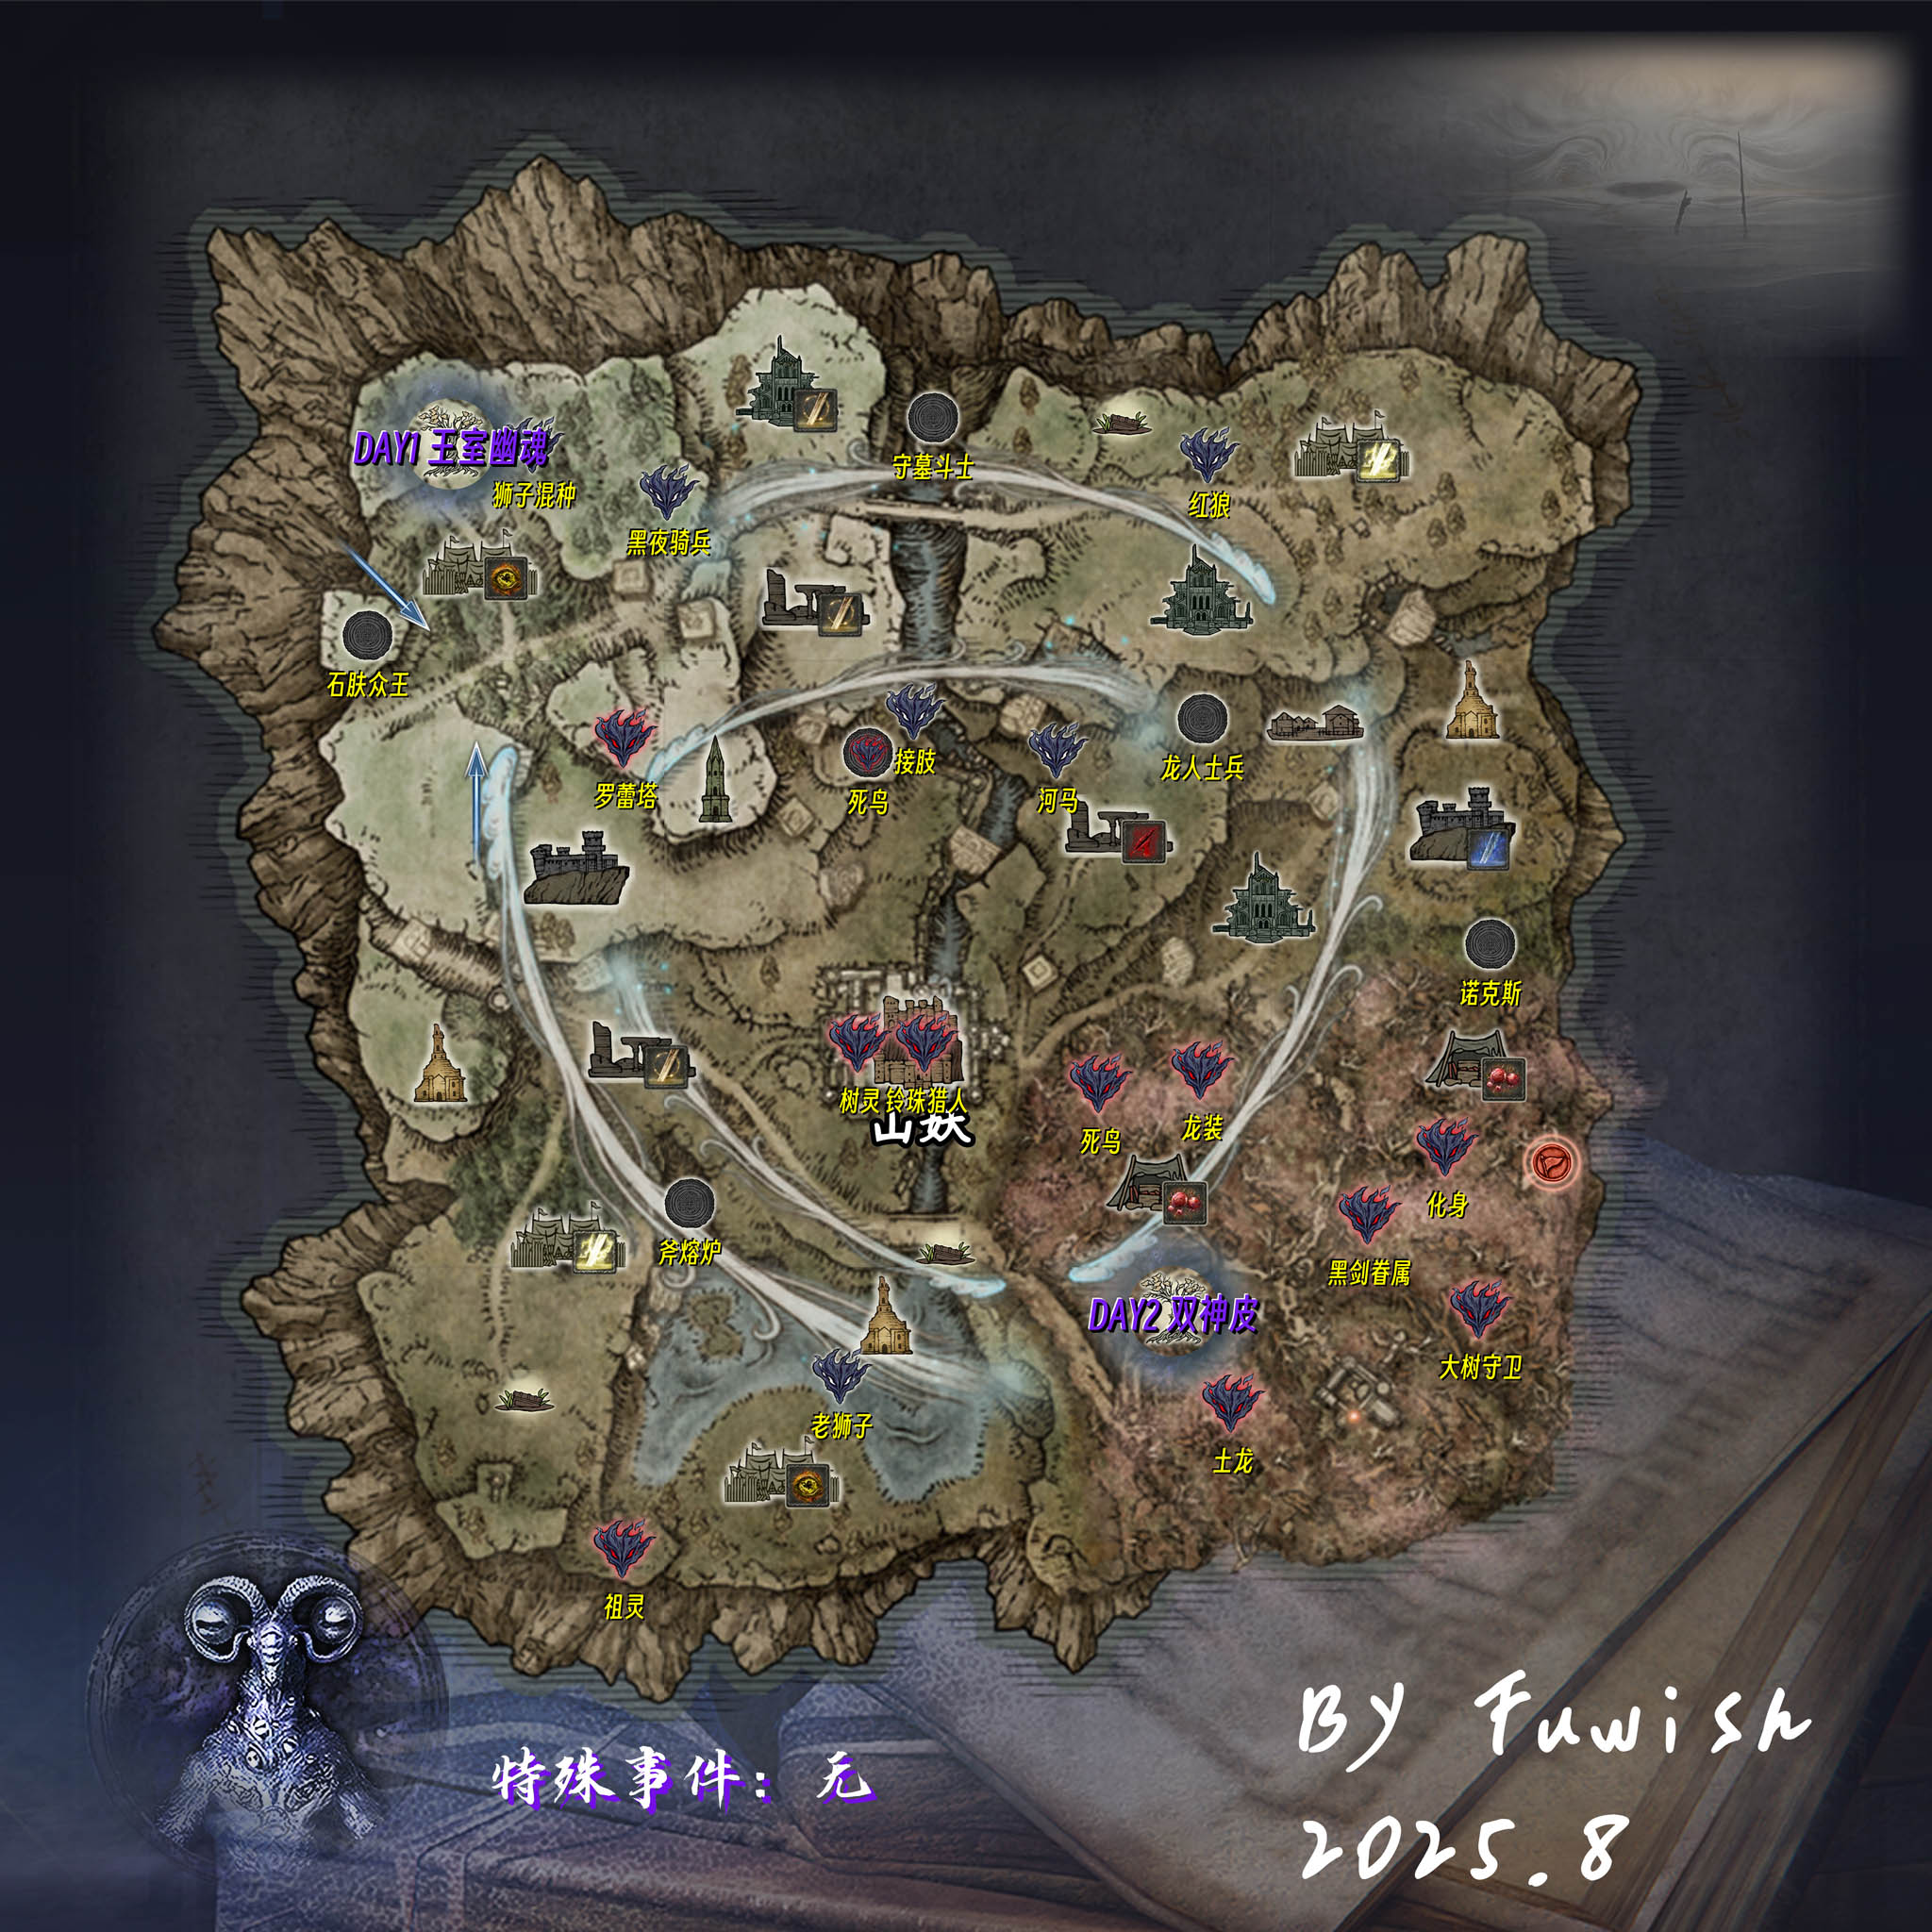 守墓斗士
DAY1 王室幽魂
狮子混种
红狼
黑夜骑兵
石肤众王
罗蕾塔
接肢
死鸟
河马
龙人士兵
诺克斯
树灵
铃珠猎人
山妖
死鸟
龙装
化身
斧熔炉
黑剑眷属
DAY2 双神皮
大树守卫
老狮子
土龙
祖灵
特殊事件：无
By Fuwish
2025.8